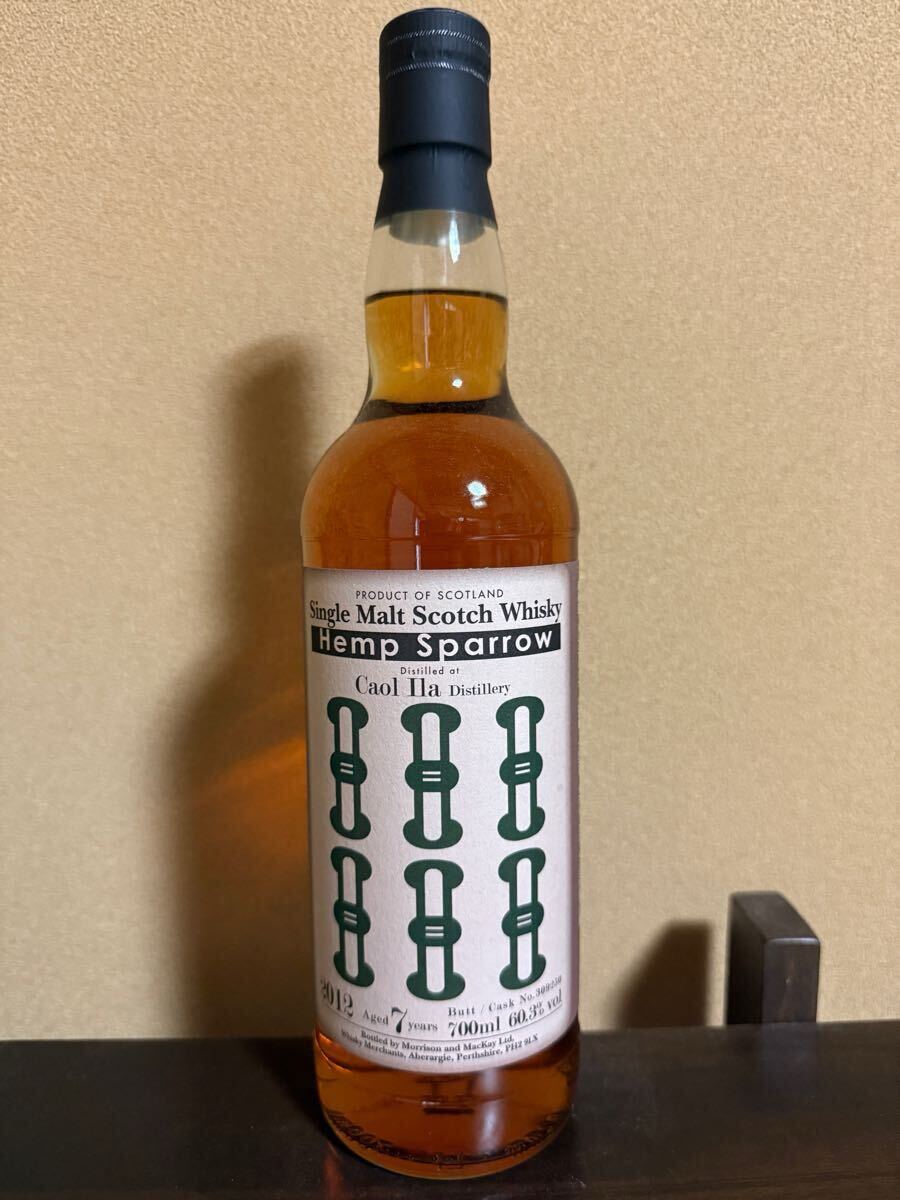 PRODUCT OF SCOTLAND
Single Malt Scotch Whisky
Hemp Sparrow
Distilled at
Caol Ila Distillery
2012 Aged 7 years
Butt / Cask No.
700ml 60.3% vol
Bottled by Morrison and MacKay Ltd.
Whisky Merchants, Aberargie, Perthshire, PH2 9LX